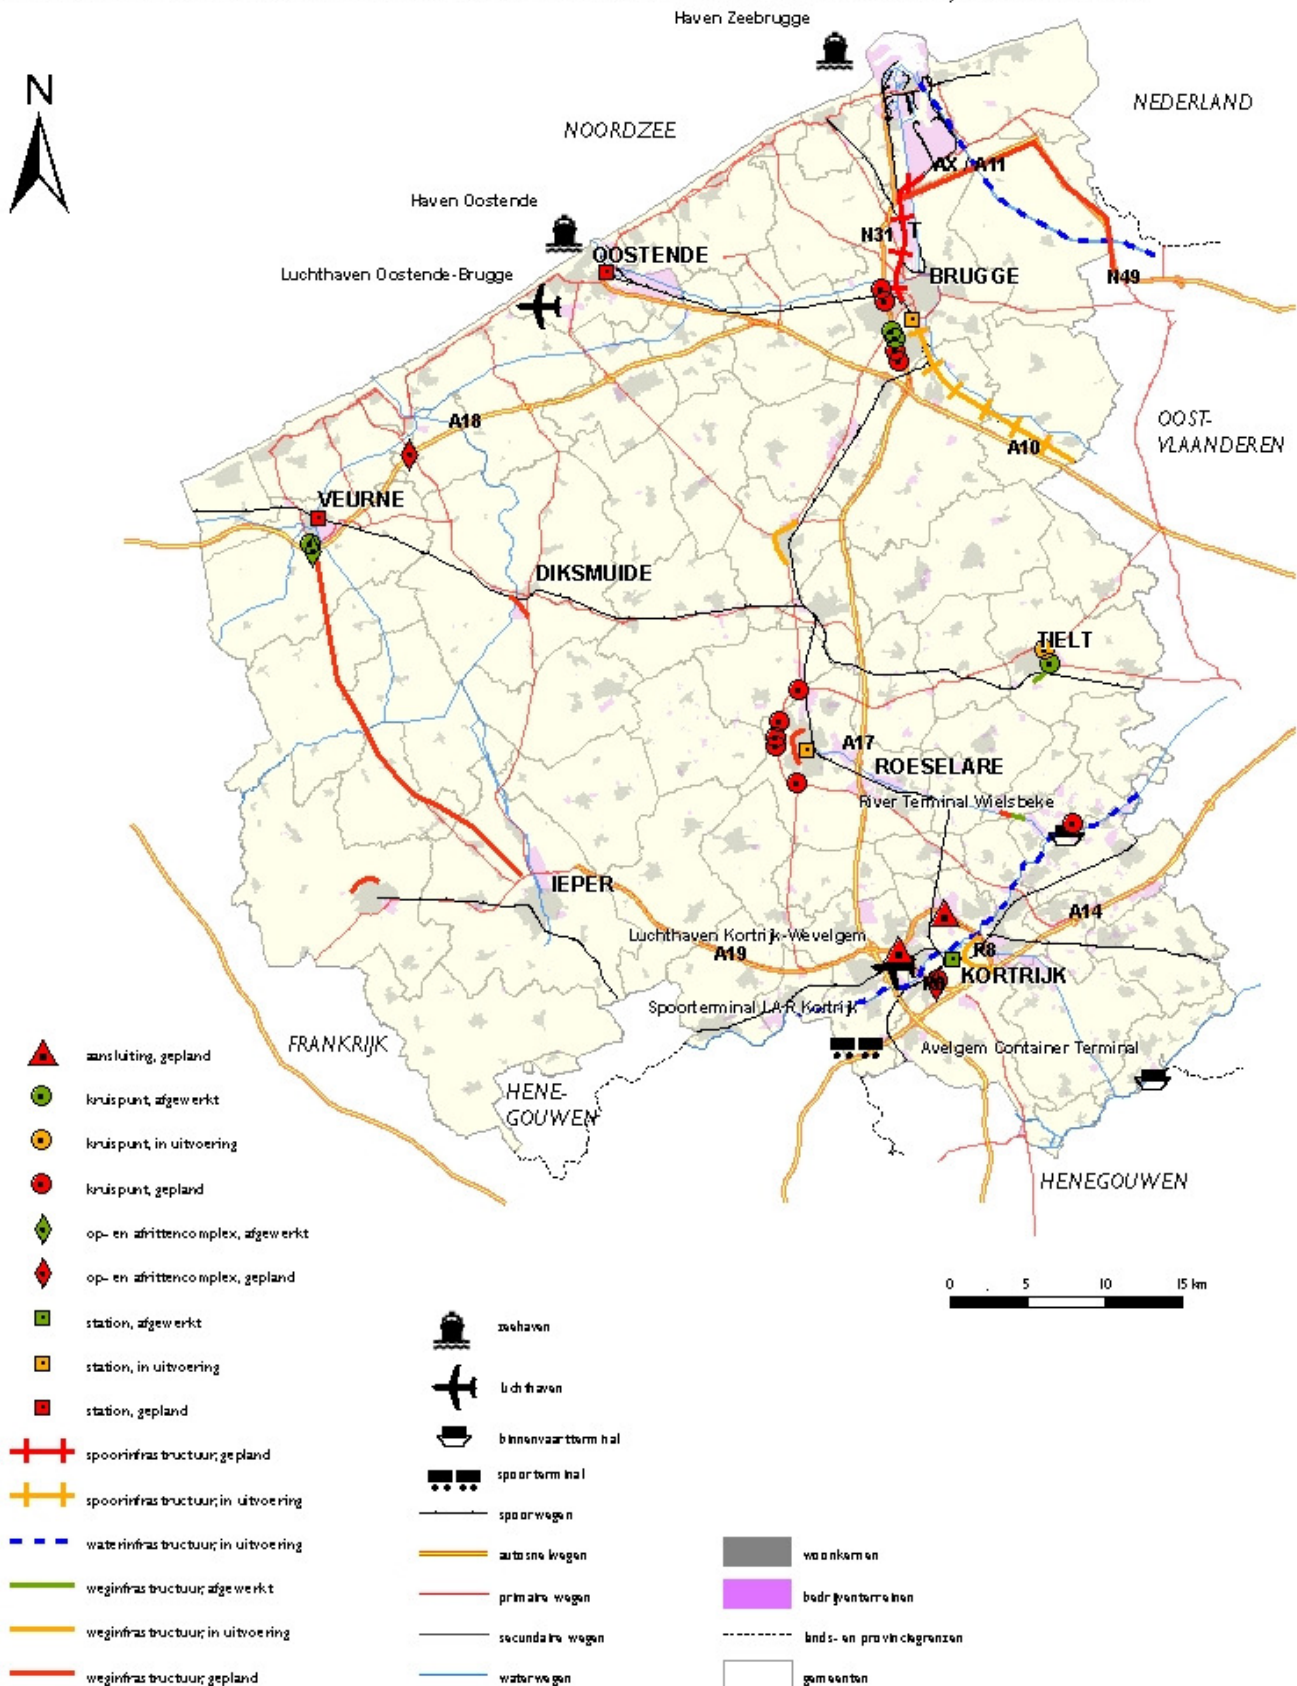 Haven Zeebrugge
N
NOORDZEE
NEDERLAND
AX / A11
Haven Oostende
N31
T
OOSTENDE
Luchthaven Oostende-Brugge
BRUGGE
N49
A18
OOST-
VLAANDEREN
A10
VEURNE
DIKSMUIDE
TIELT
A17
ROESELARE
River Terminal Wielsbeke
IEPER
A14
Luchthaven Kortrijk-Wevelgem
A19
R8
KORTRIJK
Spoorterminal LAR Kortrijk
FRANKRIJK
Avelgem Container Terminal
HENE-
GOUWEN
HENEGOUWEN
aansluiting, gepland
kruispunt, afgewerkt
kruispunt, in uitvoering
kruispunt, gepland
op- en afrittencomplex, afgewerkt
op- en afrittencomplex, gepland
station, afgewerkt
station, in uitvoering
station, gepland
spoorinfrastructuur, gepland
spoorinfrastructuur, in uitvoering
waterinfrastructuur, in uitvoering
weginfrastructuur, afgewerkt
weginfrastructuur, in uitvoering
weginfrastructuur, gepland
zeehaven
luchthaven
binnenvaartterminal
spoorterminal
spoorwegen
autosnelwegen
primaire wegen
secundaire wegen
waterwegen
0 5 10 15 km
woonkernen
bedrijventerreinen
lands- en provinciegrenzen
gemeenten